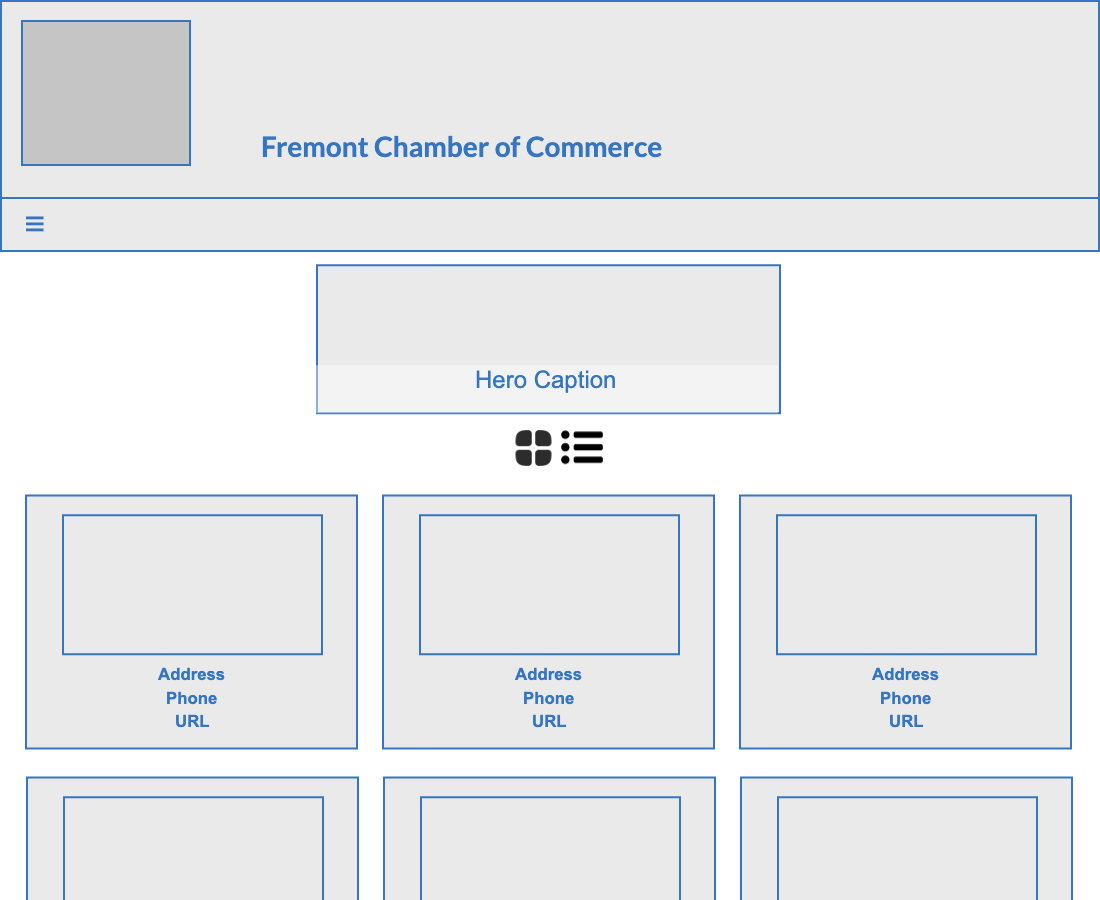 Fremont Chamber of Commerce
Hero Caption
Address
Phone
URL
Address
Phone
URL
Address
Phone
URL